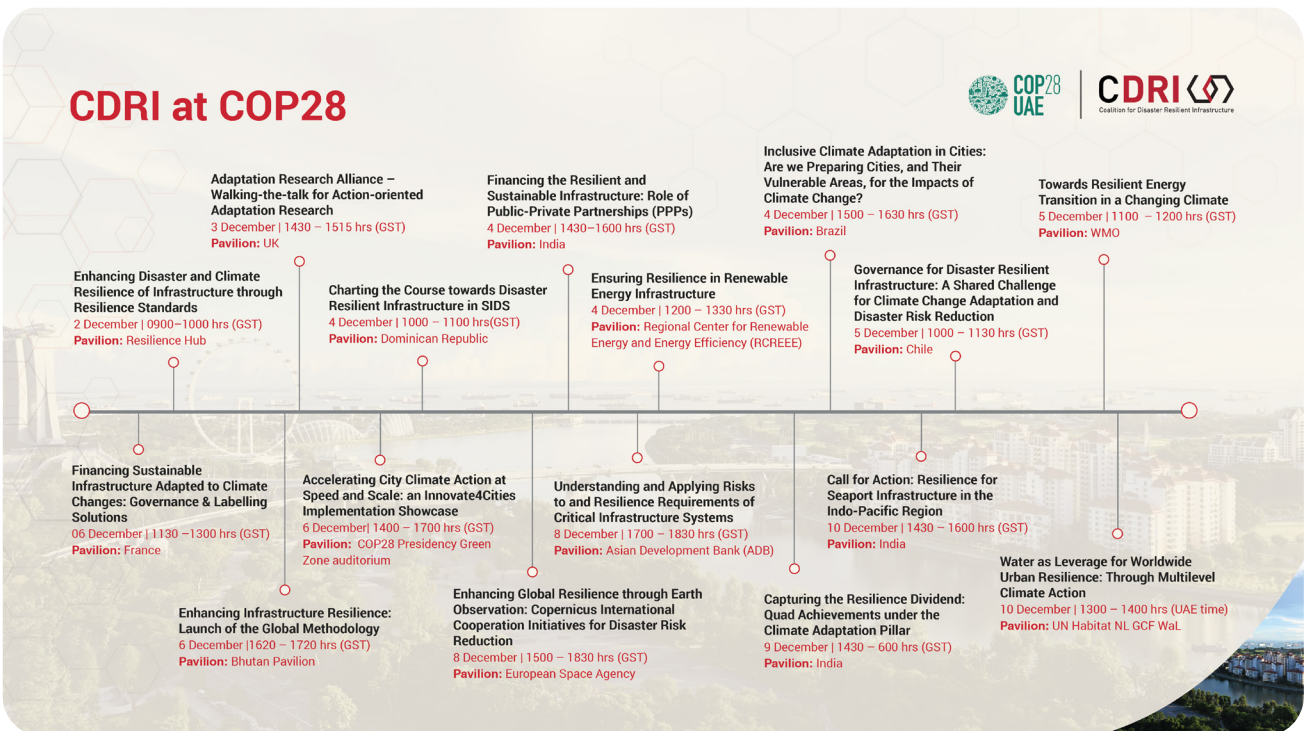 CDRI at COP28
COP28
UAE
CDRI
Coalition for Disaster Resilient Infrastructure
Enhancing Disaster and Climate
Resilience of Infrastructure through
Resilience Standards
2 December | 0900–1000 hrs (GST)
Pavilion: Resilience Hub
Adaptation Research Alliance –
Walking-the-talk for Action-oriented
Adaptation Research
3 December | 1430 – 1515 hrs (GST)
Pavilion: UK
Charting the Course towards Disaster
Resilient Infrastructure in SIDS
4 December | 1000 – 1100 hrs(GST)
Pavilion: Dominican Republic
Financing the Resilient and
Sustainable Infrastructure: Role of
Public-Private Partnerships (PPPs)
4 December | 1430–1600 hrs (GST)
Pavilion: India
Ensuring Resilience in Renewable
Energy Infrastructure
4 December | 1200 – 1330 hrs (GST)
Pavilion: Regional Center for Renewable
Energy and Energy Efficiency (RCREEE)
Inclusive Climate Adaptation in Cities:
Are we Preparing Cities, and Their
Vulnerable Areas, for the Impacts of
Climate Change?
4 December | 1500 – 1630 hrs (GST)
Pavilion: Brazil
Governance for Disaster Resilient
Infrastructure: A Shared Challenge
for Climate Change Adaptation and
Disaster Risk Reduction
5 December | 1000 – 1130 hrs (GST)
Pavilion: Chile
Towards Resilient Energy
Transition in a Changing Climate
5 December | 1100 – 1200 hrs (GST)
Pavilion: WMO
Financing Sustainable
Infrastructure Adapted to Climate
Changes: Governance & Labelling
Solutions
06 December | 1130 –1300 hrs (GST)
Pavilion: France
Enhancing Infrastructure Resilience:
Launch of the Global Methodology
6 December |1620 – 1720 hrs (GST)
Pavilion: Bhutan Pavilion
Accelerating City Climate Action at
Speed and Scale: an Innovate4Cities
Implementation Showcase
6 December| 1400 – 1700 hrs (GST)
Pavilion: COP28 Presidency Green
Zone auditorium
Enhancing Global Resilience through Earth
Observation: Copernicus International
Cooperation Initiatives for Disaster Risk
Reduction
8 December | 1500 – 1830 hrs (GST)
Pavilion: European Space Agency
Understanding and Applying Risks
to and Resilience Requirements of
Critical Infrastructure Systems
8 December | 1700 – 1830 hrs (GST)
Pavilion: Asian Development Bank (ADB)
Capturing the Resilience Dividend:
Quad Achievements under the
Climate Adaptation Pillar
9 December | 1430 – 600 hrs (GST)
Pavilion: India
Call for Action: Resilience for
Seaport Infrastructure in the
Indo-Pacific Region
10 December | 1430 – 1600 hrs (GST)
Pavilion: India
Water as Leverage for Worldwide
Urban Resilience: Through Multilevel
Climate Action
10 December | 1300 – 1400 hrs (UAE time)
Pavilion: UN Habitat NL GCF WaL